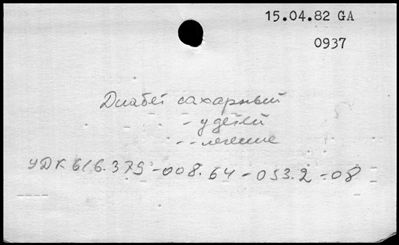 15.04.82 GA
0937
Диабет сахарный
- у детей
- - лечение
УДК 616.379-008.64-053.2-08